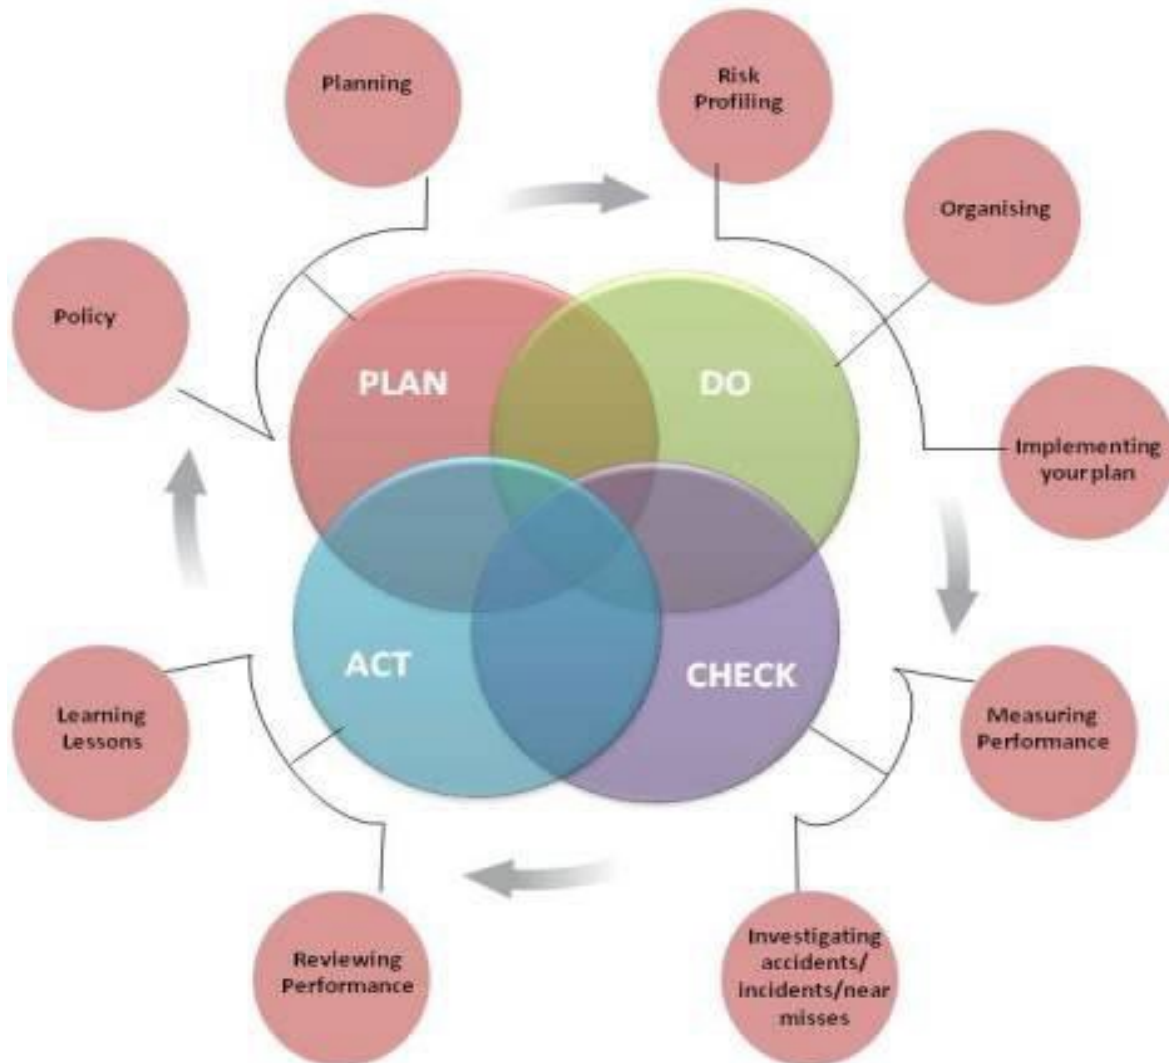 Planning
Risk
Profiling
Organising
Policy
PLAN
DO
Implementing
your plan
ACT
CHECK
Learning
Lessons
Measuring
Performance
Reviewing
Performance
Investigating
accidents/
incidents/near
misses